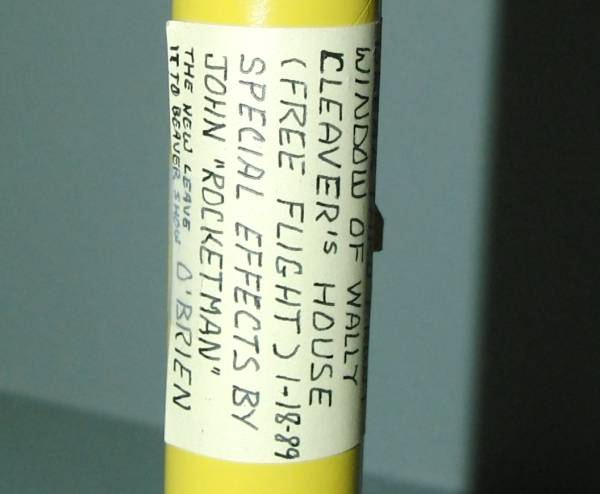 WINDOW OF WALLY
CLEAVER'S HOUSE
(FREE FLIGHT) 1-18-89
SPECIAL EFFECTS BY
JOHN "ROCKETMAN"
O'BRIEN
THE NEW LEAVE
IT TO BEAVER SHOW